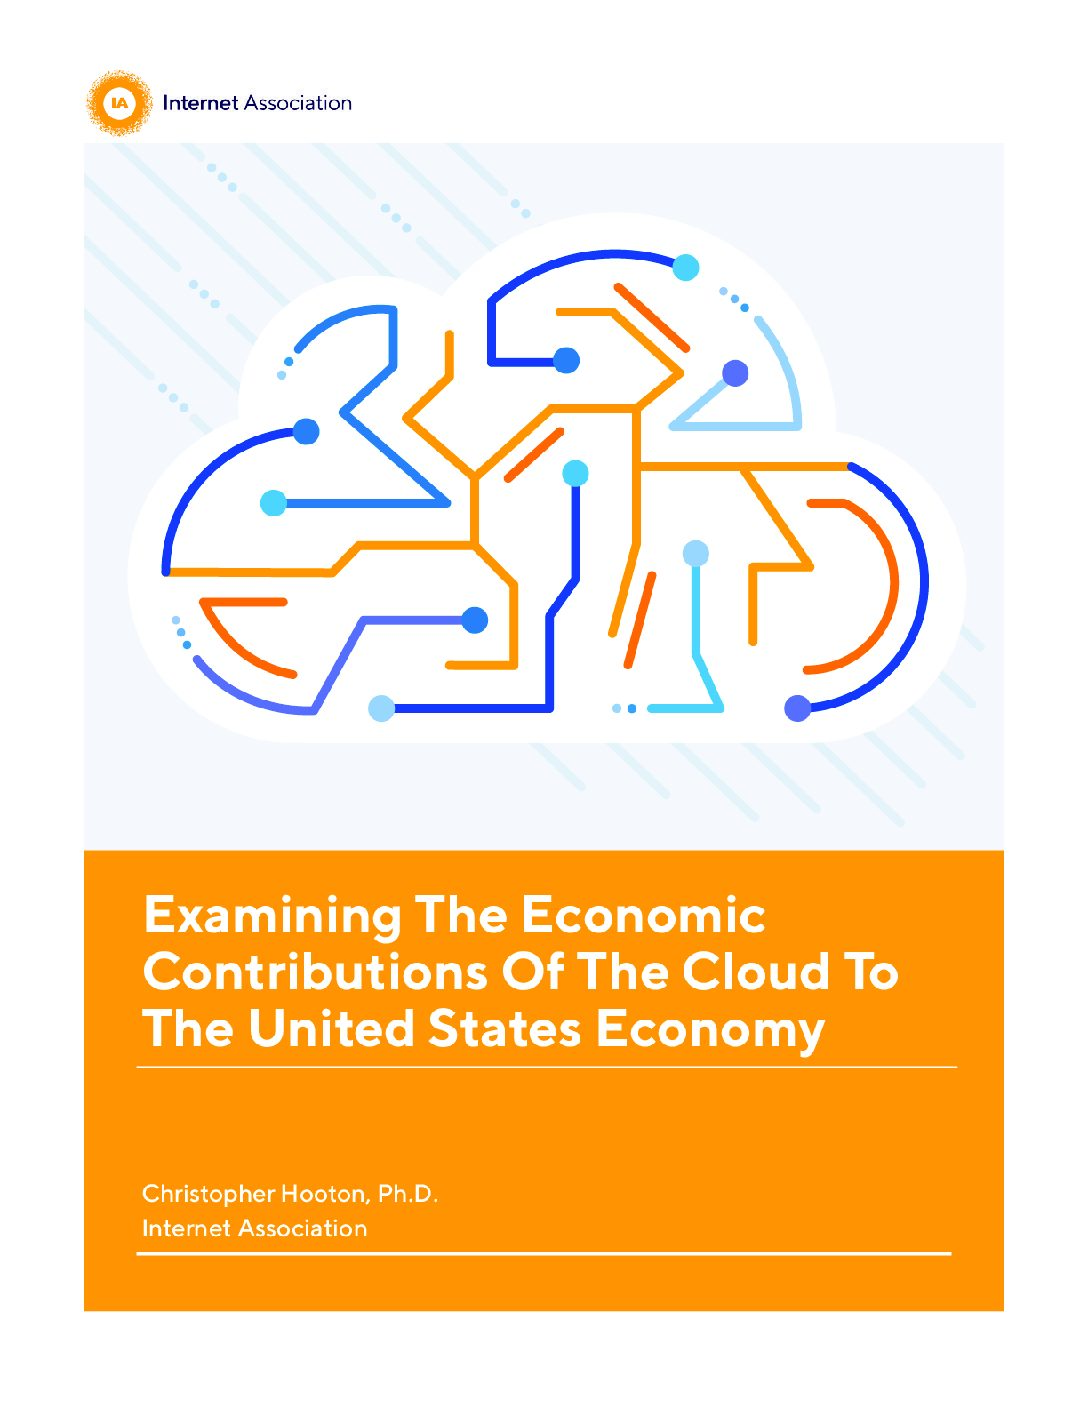 IA
Internet Association
Examining The Economic
Contributions Of The Cloud To
The United States Economy
Christopher Hooton, Ph.D.
Internet Association